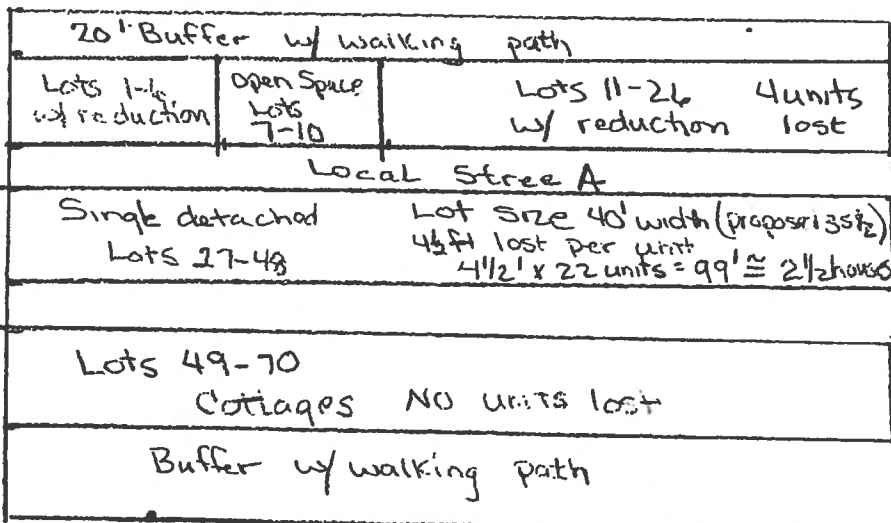 20' Buffer w/ walking path
Lots 1-6
w/ reduction
open Space
Lots
7-10
Lots 11-26 4 units
w/ reduction lost
Local Stree A
Single detached
Lots 27-48
Lot size 40' width (proposed 35½)
4½ ft lost per unit
4½' x 22 units = 99' ≅ 2½ houses
Lots 49-70
Cottages No units lost
Buffer w/ walking path